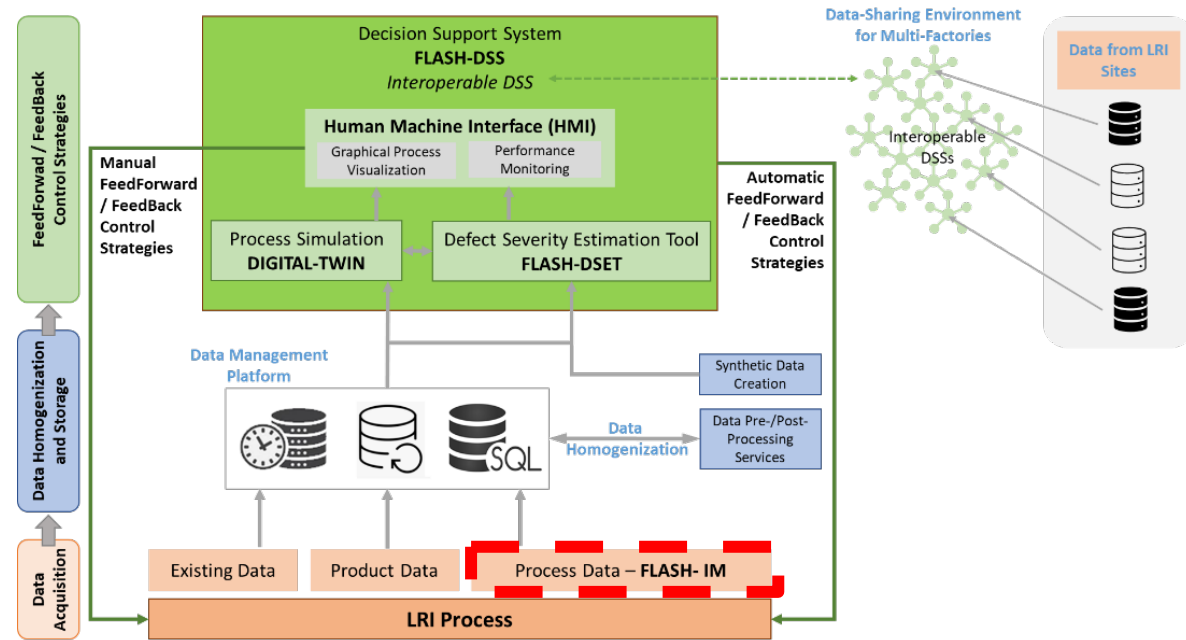 FeedForwad / FeedBack
Control Strategies
Data Homogenization
and Storage
Data
Acquisition
Decision Support System
FLASH-DSS
Interoperable DSS
Human Machine Interface (HMI)
Graphical Process
Visualization
Performance
Monitoring
Process Simulation
DIGITAL-TWIN
Defect Severity Estimation Tool
FLASH-DSET
Manual
FeedForward
/ FeedBack
Control
Strategies
Automatic
FeedForward
/ FeedBack
Control
Strategies
Data-Sharing Environment
for Multi-Factories
Interoperable
DSSs
Data from LRI
Sites
Data Management
Platform
SQL
Data
Homogenization
Synthetic Data
Creation
Data Pre-/Post-
Processing
Services
Existing Data
Product Data
Process Data – FLASH- IM
LRI Process